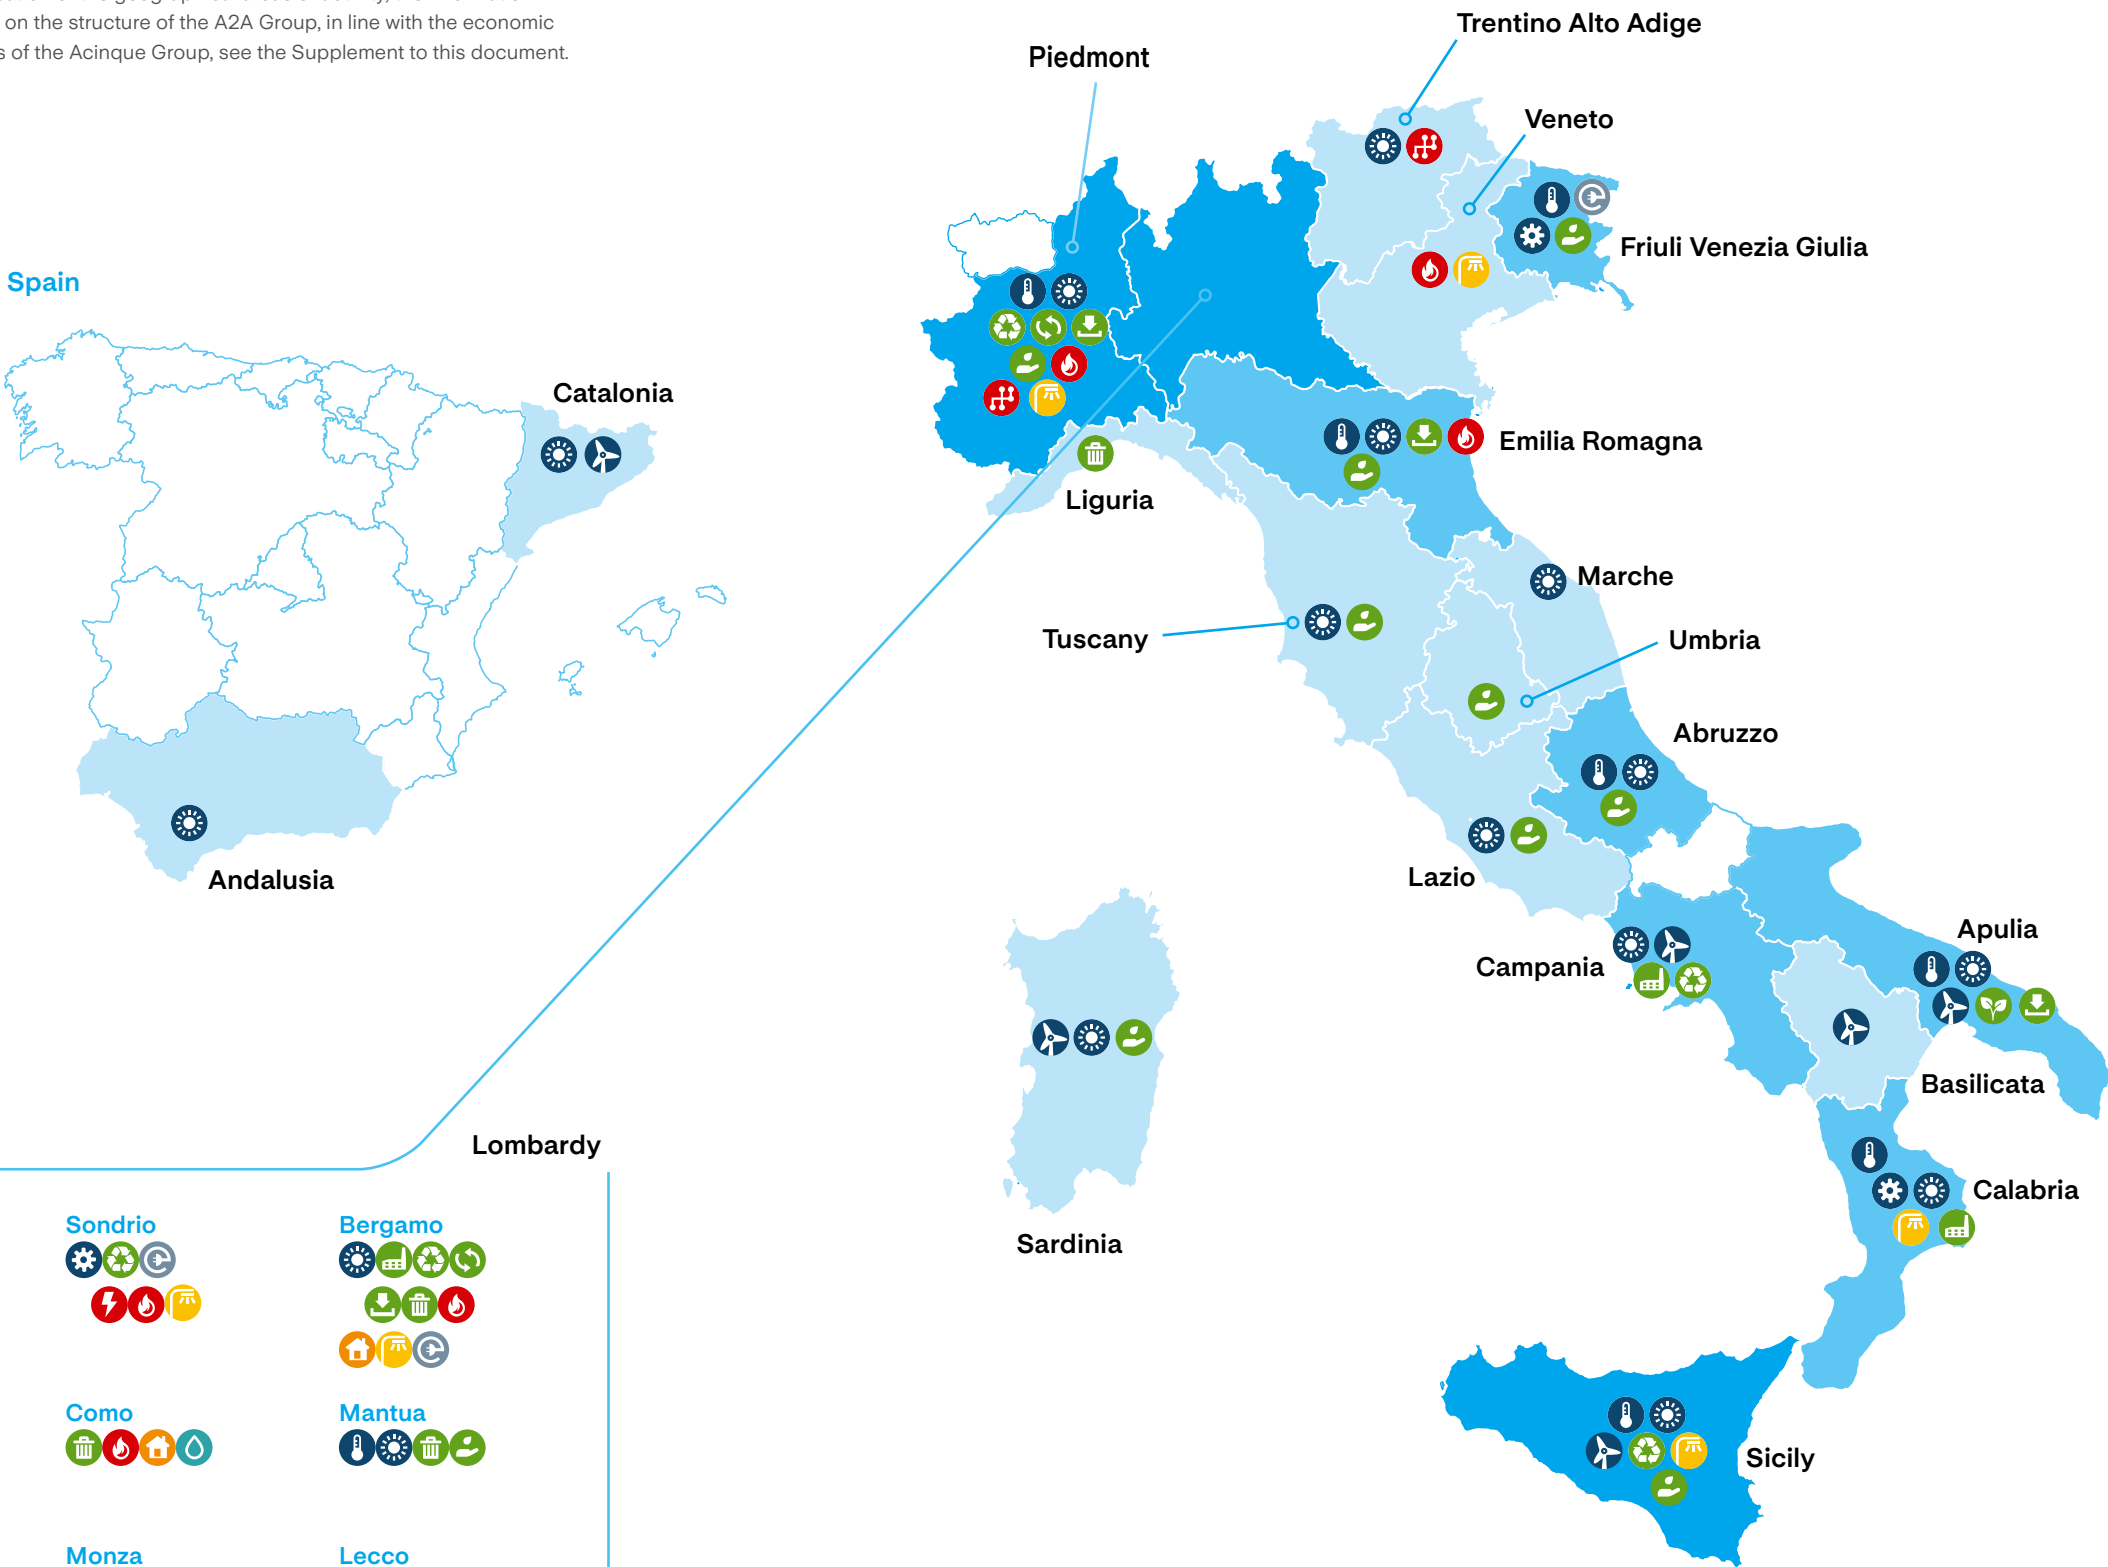 on the structure of the A2A Group, in line with the economic
of the Acinque Group, see the Supplement to this document.
Trentino Alto Adige
Piedmont
Veneto
Friuli Venezia Giulia
Spain
Catalonia
Emilia Romagna
Liguria
Marche
Tuscany
Umbria
Abruzzo
Andalusia
Lazio
Apulia
Campania
Basilicata
Lombardy
Calabria
Sardinia
Sondrio
Bergamo
Como
Mantua
Sicily
Monza
Lecco